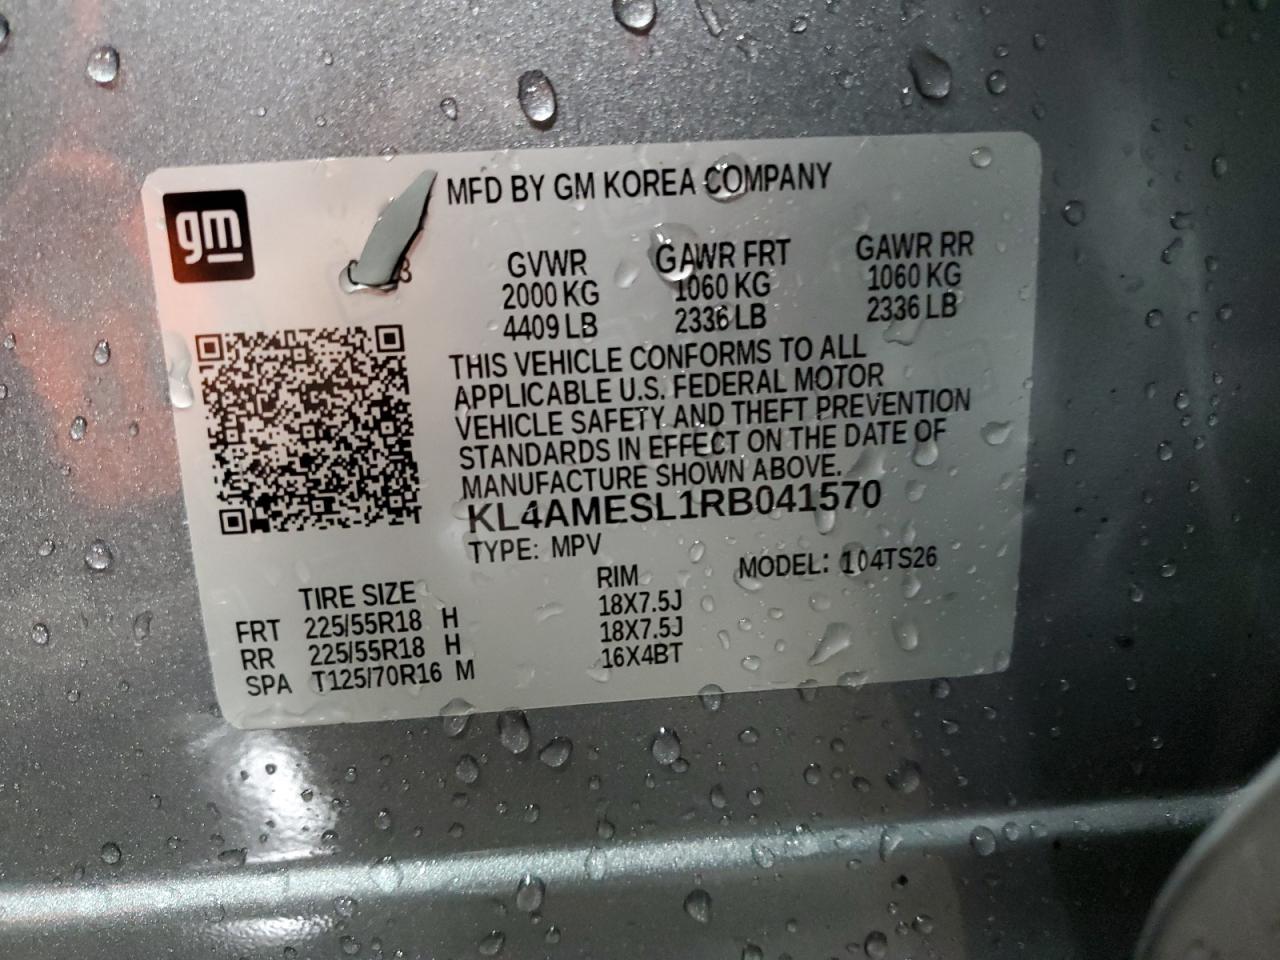 gm
MFD BY GM KOREA COMPANY
GVWR GAWR FRT GAWR RR
2000 KG 1060 KG 1060 KG
4409 LB 2336 LB 2336 LB
THIS VEHICLE CONFORMS TO ALL
APPLICABLE U.S. FEDERAL MOTOR
VEHICLE SAFETY AND THEFT PREVENTION
STANDARDS IN EFFECT ON THE DATE OF
MANUFACTURE SHOWN ABOVE.
KL4AMESL1RB041570
TYPE: MPV MODEL: 104TS26
TIRE SIZE RIM
FRT 225/55R18 H 18X7.5J
RR 225/55R18 H 18X7.5J
SPA T125/70R16 M 16X4BT